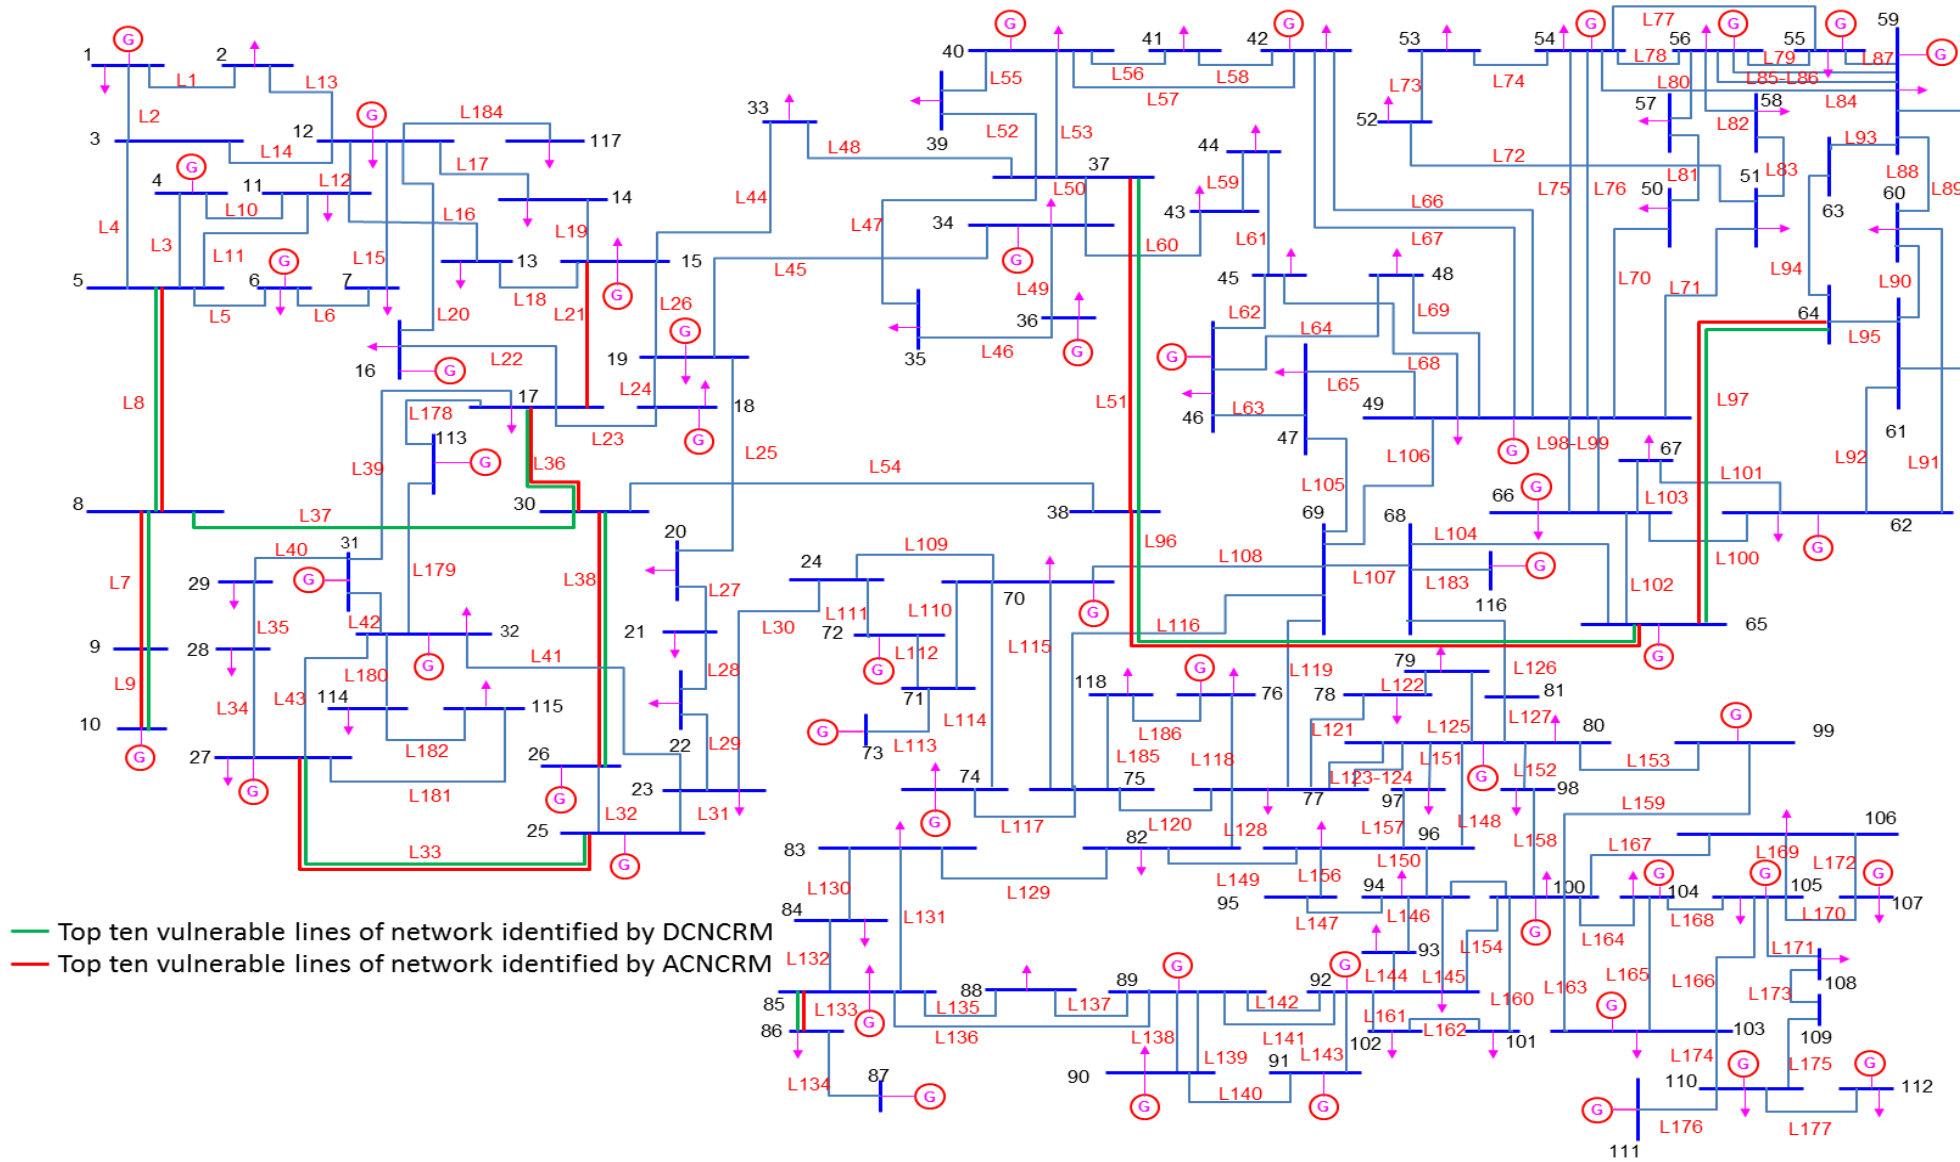 G 40 G 41 42 G 53 54 G L77 56 G 55 G 59 G
1 2 L1 L13 L55 L56 L58 L57 L73 L74 L78 L79 L87
L85-L86 L80 L84
L2 L184 33 39 L52 L53 52 57 L82 58
3 12 G 117 L48 44 L72 L93
L14 L17 37 L81 L83 L88
4 G 11 L12 14 L44 L50 L59 L75 L76 50 51 60 L89
L10 L16 L19 L47 34 43 L66 63
L4 L3 L11 L15 L60 L61 L67
5 6 G 7 13 15 L45 G 45 48 L94 L90
L5 L6 L20 L18 L21 G L26 L49 L70 L71
36 L62 L64 L69 64 L95
L22 19 G 35 L46 G G L68
16 G L24 L65
L8 L178 17 L23 18 G L51 46 L63 47 49 L97 61
113 G L39 L36 L25 L54 L106 G L98-L99 67 L92 L91
L105 66 G L103 L101
8 L37 30 38 69 68 62
L40 31 20 L96 L104 L100 G
24 L109 L108
L7 29 G L179 L38 L27 L111 L110 70 G L107 L183 G L102
L35 L42 L30 116
9 28 32 21 72 L115 L116 65
L9 L180 G L41 L28 G L112 79 G
L43 114 115 118 G 76 L119 78 L122 L126 81
L34 71 L114 L186 L127 G
10 L182 22 L29 G L113 73 L185 L118 L121 L125 80 99
G 27 26 L151 L153
G L181 G 23 L31 74 75 L123-124 G L152 98
L32 77 97 L159
25 G L117 L120 L128 L157 L148 L158 106
L33 G 83 82 96 L167 L169 L172
L129 L149 L156 L150 G G G
L130 94 100 104 105 107
84 L131 95 L147 L146 L168 L170
Top ten vulnerable lines of network identified by DCNCRM
L154 G L164
93 L171
Top ten vulnerable lines of network identified by ACNCRM
L132 G G L144 L145 L165 L166
85 88 89 92 L160 L163 G L173 108
L133 L135 L137 L142 L161
86 G L136 L138 L141 102 L162 101 103 109
L139 91 L143 L174 G L175 G
L134 87 G 90 L140 110 112
G G G L176 L177
111